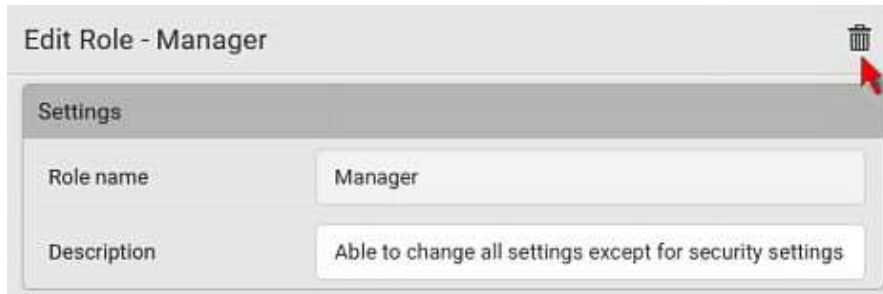 Edit Role - Manager
Settings
Role name Manager
Description Able to change all settings except for security settings